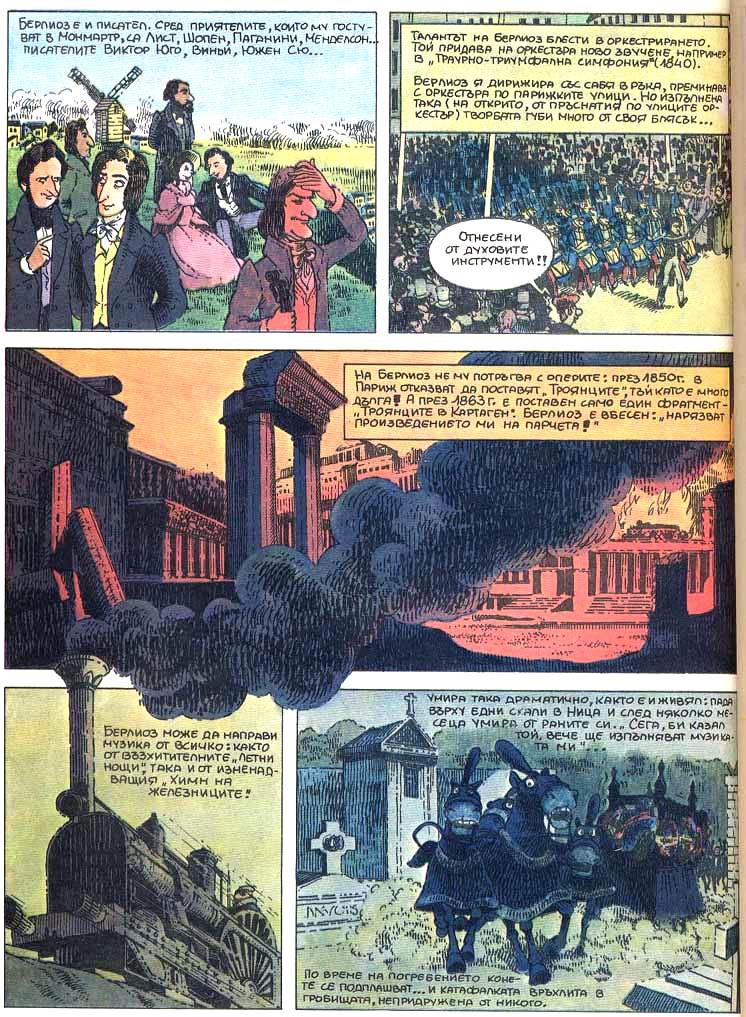 БЕРЛИОЗ Е И ПИСАТЕЛ. СРЕД ПРИЯТЕЛИТЕ, КОИТО МУ ГОСТУ-
ВАТ В МОНМАРТР, СА ЛИСТ, ШОПЕН, ПАГАНИНИ, МЕНДЕЛСОН...
ПИСАТЕЛИТЕ ВИКТОР ЮГО, ВИНЬИ, ЮЖЕН СЮ...
ТАЛАНТЪТ НА БЕРЛИОЗ БЛЕСТИ В ОРКЕСТРИРАНЕТО.
ТОЙ ПРИДАВА НА ОРКЕСТЪРА НОВО ЗВУЧЕНЕ, НАПРИМЕР
В „ТРАУРНО-ТРИУМФАЛНА СИМФОНИЯ" (1840).
БЕРЛИОЗ Я ДИРИЖИРА СЪС САБЯ В РЪКА, ПРЕМИНАВА
С ОРКЕСТЪРА ПО ПАРИЖКИТЕ УЛИЦИ. НО ИЗПЪЛНЕНА
ТАКА (НА ОТКРИТО, ОТ ПРЪСНАТИЯ ПО УЛИЦИТЕ ОР-
КЕСТЪР) ТВОРБАТА ГУБИ МНОГО ОТ СВОЯ БЛЯСЪК...
ОТНЕСЕНИ
ОТ ДУХОВИТЕ
ИНСТРУМЕНТИ!!
НА БЕРЛИОЗ НЕ МУ ПОТРЪГВА С ОПЕРИТЕ: ПРЕЗ 1850Г. В
ПАРИЖ ОТКАЗВАТ ДА ПОСТАВЯТ „ТРОЯНЦИТЕ", ТЪЙ КАТО Е МНОГО
ДЪЛГА! А ПРЕЗ 1863Г. Е ПОСТАВЕН САМО ЕДИН ФРАГМЕНТ-
„ТРОЯНЦИТЕ В КАРТАГЕН". БЕРЛИОЗ Е ВБЕСЕН: „НАРЯЗВАТ
ПРОИЗВЕДЕНИЕТО МИ НА ПАРЧЕТА!"
БЕРЛИОЗ МОЖЕ ДА НАПРАВИ
МУЗИКА ОТ ВСИЧКО: КАКТО
ОТ ВЪЗХИТИТЕЛНИТЕ „ЛЕТНИ
НОЩИ", ТАКА И ОТ ИЗНЕНАД-
ВАЩИЯ „ХИМН НА
ЖЕЛЕЗНИЦИТЕ"!
УМИРА ТАКА ДРАМАТИЧНО, КАКТО Е И ЖИВЯЛ: ПАДА
ВЪРХУ ЕДНИ СКАЛИ В НИЦА И СЛЕД НЯКОЛКО МЕ-
СЕЦА УМИРА ОТ РАНИТЕ СИ... СЕГА, БИ КАЗАЛ
ТОЙ, ВЕЧЕ ЩЕ ИЗПЪЛНЯВАТ МУЗИКА-
ТА МИ"...
ПО ВРЕМЕ НА ПОГРЕБЕНИЕТО КОНЕ-
ТЕ СЕ ПОДПЛАШВАТ... И КАТАФАЛКАТА ВРЪХЛИТА В
ГРОБИЩАТА, НЕПРИДРУЖЕНА ОТ НИКОГО.